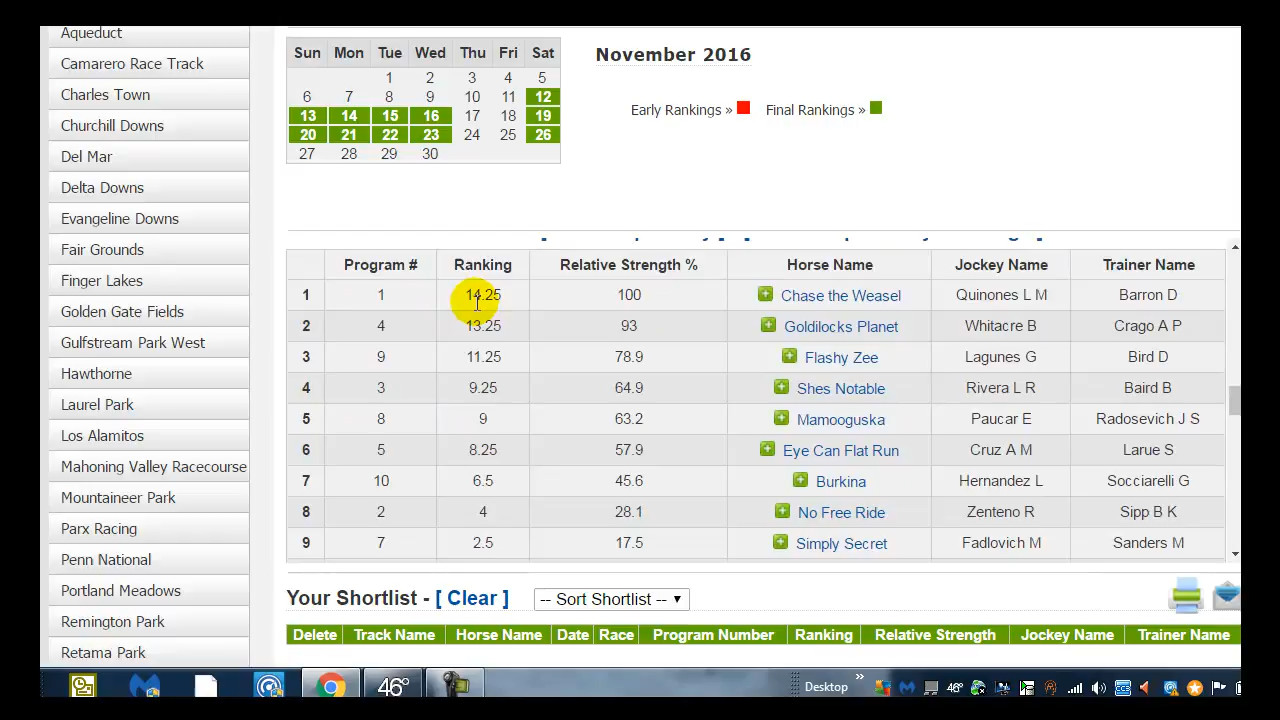 Aqueduct
Camarero Race Track
Charles Town
Churchill Downs
Del Mar
Delta Downs
Evangeline Downs
Fair Grounds
Finger Lakes
Golden Gate Fields
Gulfstream Park West
Hawthorne
Laurel Park
Los Alamitos
Mahoning Valley Racecourse
Mountaineer Park
Parx Racing
Penn National
Portland Meadows
Remington Park
Retama Park
Sun Mon Tue Wed Thu Fri Sat
1 2 3 4 5
6 7 8 9 10 11 12
13 14 15 16 17 18 19
20 21 22 23 24 25 26
27 28 29 30
November 2016
Early Rankings » Final Rankings »
Program # Ranking Relative Strength % Horse Name Jockey Name Trainer Name
1 1 14.25 100 Chase the Weasel Quinones L M Barron D
2 4 13.25 93 Goldilocks Planet Whitacre B Crago A P
3 9 11.25 78.9 Flashy Zee Lagunes G Bird D
4 3 9.25 64.9 Shes Notable Rivera L R Baird B
5 8 9 63.2 Mamooguska Paucar E Radosevich J S
6 5 8.25 57.9 Eye Can Flat Run Cruz A M Larue S
7 10 6.5 45.6 Burkina Hernandez L Socciarelli G
8 2 4 28.1 No Free Ride Zenteno R Sipp B K
9 7 2.5 17.5 Simply Secret Fadlovich M Sanders M
Your Shortlist - [ Clear ] -- Sort Shortlist --
Delete Track Name Horse Name Date Race Program Number Ranking Relative Strength Jockey Name Trainer Name
46° Desktop » 46°